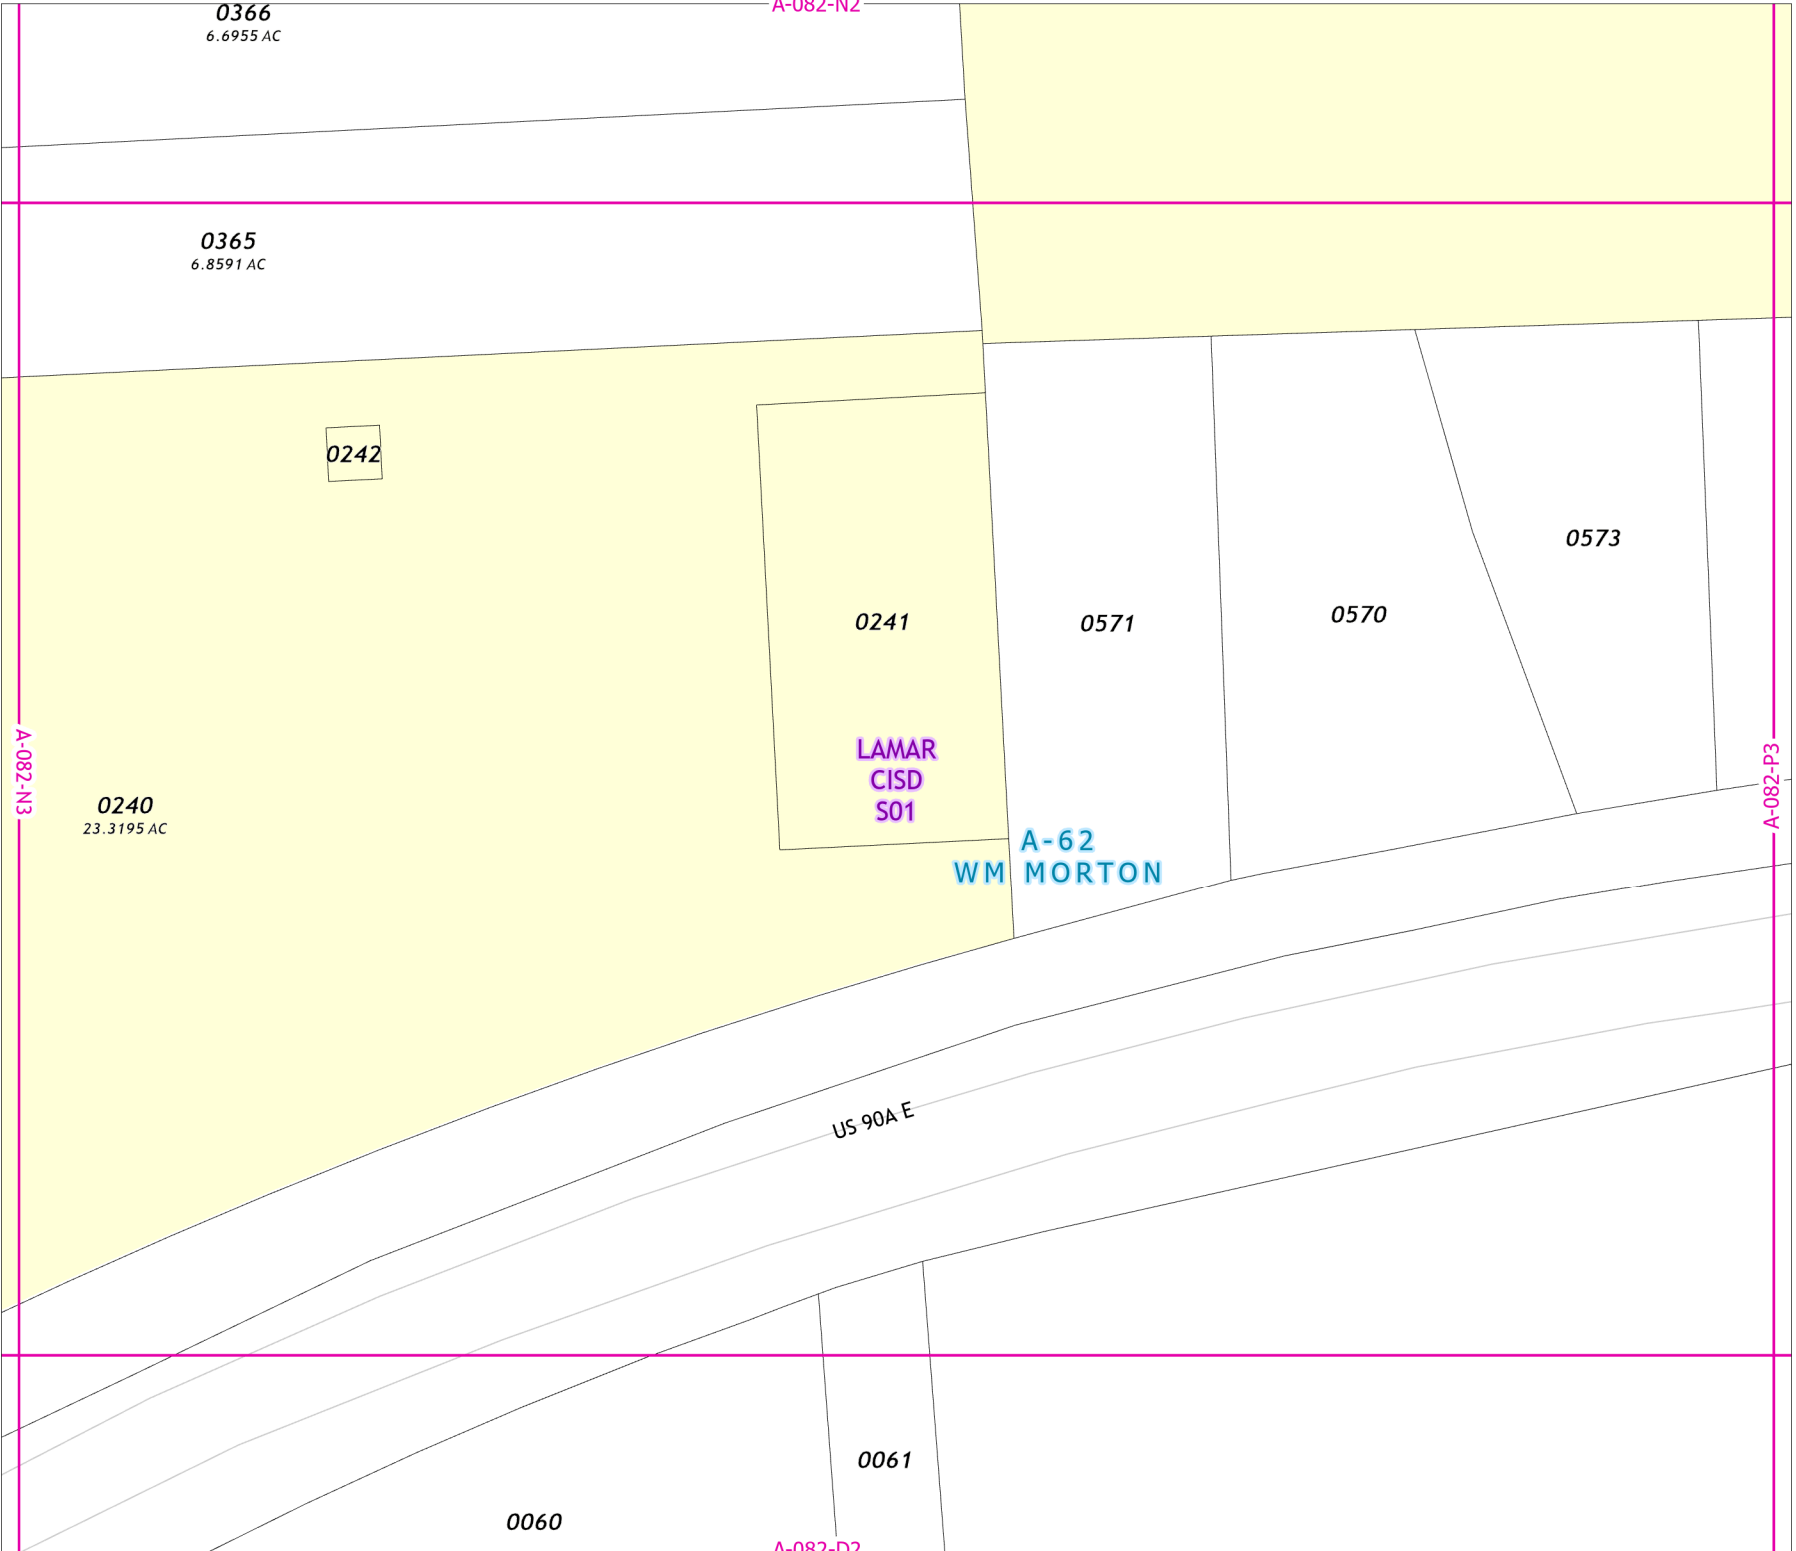 A-082-N2
0366
6.6955 AC
0365
6.8591 AC
0242
0573
0570
0241
0571
LAMAR
CISD
S01
A-082-N3
A-082-P3
0240
23.3195 AC
A-62
WM MORTON
US 90A E
0061
0060
A-082-D2